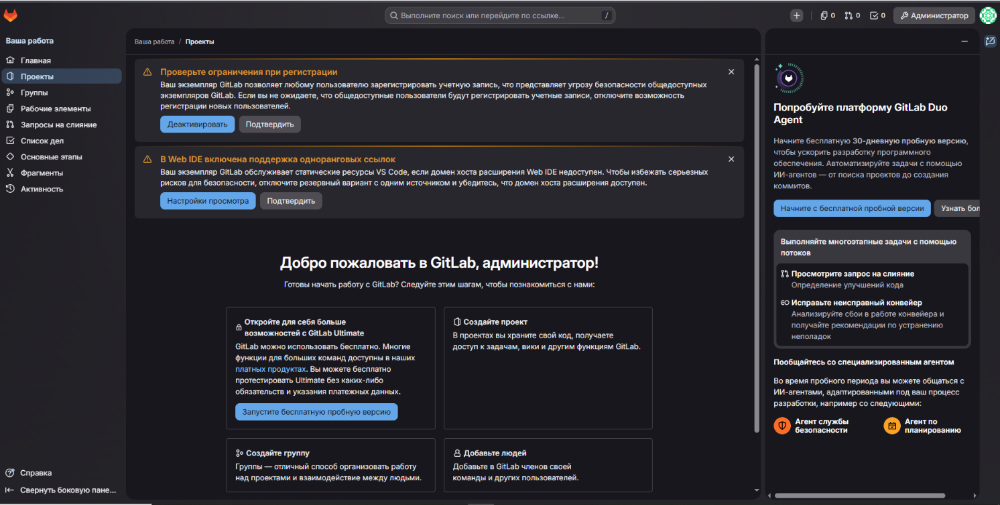 Выполните поиск или перейдите по ссылке... /
0 0 0 Администратор
Ваша работа
Главная
Проекты
Группы
Рабочие элементы
Запросы на слияние
Список дел
Основные этапы
Фрагменты
Активность
Справка
Свернуть боковую пане...
Ваша работа / Проекты
Проверьте ограничения при регистрации
Ваш экземпляр GitLab позволяет любому пользователю зарегистрировать учетную запись, что представляет угрозу безопасности общедоступных
экземпляров GitLab. Если вы не ожидаете, что общедоступные пользователи будут регистрировать учетные записи, отключите возможность
регистрации новых пользователей.
Деактивировать Подтвердить
В Web IDE включена поддержка одноранговых ссылок
Ваш экземпляр GitLab обслуживает статические ресурсы VS Code, если домен хоста расширения Web IDE недоступен. Чтобы избежать серьезных
рисков для безопасности, отключите резервный вариант с одним источником и убедитесь, что домен хоста расширения доступен.
Настройки просмотра Подтвердить
Добро пожаловать в GitLab, администратор!
Готовы начать работу с GitLab? Следуйте этим шагам, чтобы познакомиться с нами:
Откройте для себя больше
возможностей с GitLab Ultimate
GitLab можно использовать бесплатно. Многие
функции для больших команд доступны в наших
платных продуктах. Вы можете бесплатно
протестировать Ultimate без каких-либо
обязательств и указания платежных данных.
Запустите бесплатную пробную версию
Создайте проект
В проектах вы храните свой код, получаете
доступ к задачам, вики и другим функциям GitLab.
Создайте группу
Группы — отличный способ организовать работу
над проектами и взаимодействие между людьми.
Добавьте людей
Добавьте в GitLab членов своей
команды и других пользователей.
Попробуйте платформу GitLab Duo
Agent
Начните бесплатную 30-дневную пробную версию,
чтобы ускорить разработку программного
обеспечения. Автоматизируйте задачи с помощью
ИИ-агентов — от поиска проектов до создания
коммитов.
Начните с бесплатной пробной версии Узнать бол
Выполняйте многоэтапные задачи с помощью
потоков
Просмотрите запрос на слияние
Определение улучшений кода
Исправьте неисправный конвейер
Анализируйте сбои в работе конвейера и
получайте рекомендации по устранению
неполадок
Пообщайтесь со специализированным агентом
Во время пробного периода вы можете общаться с
ИИ-агентами, адаптированными под ваш процесс
разработки, например со следующими:
Агент службы
безопасности
Агент по
планированию